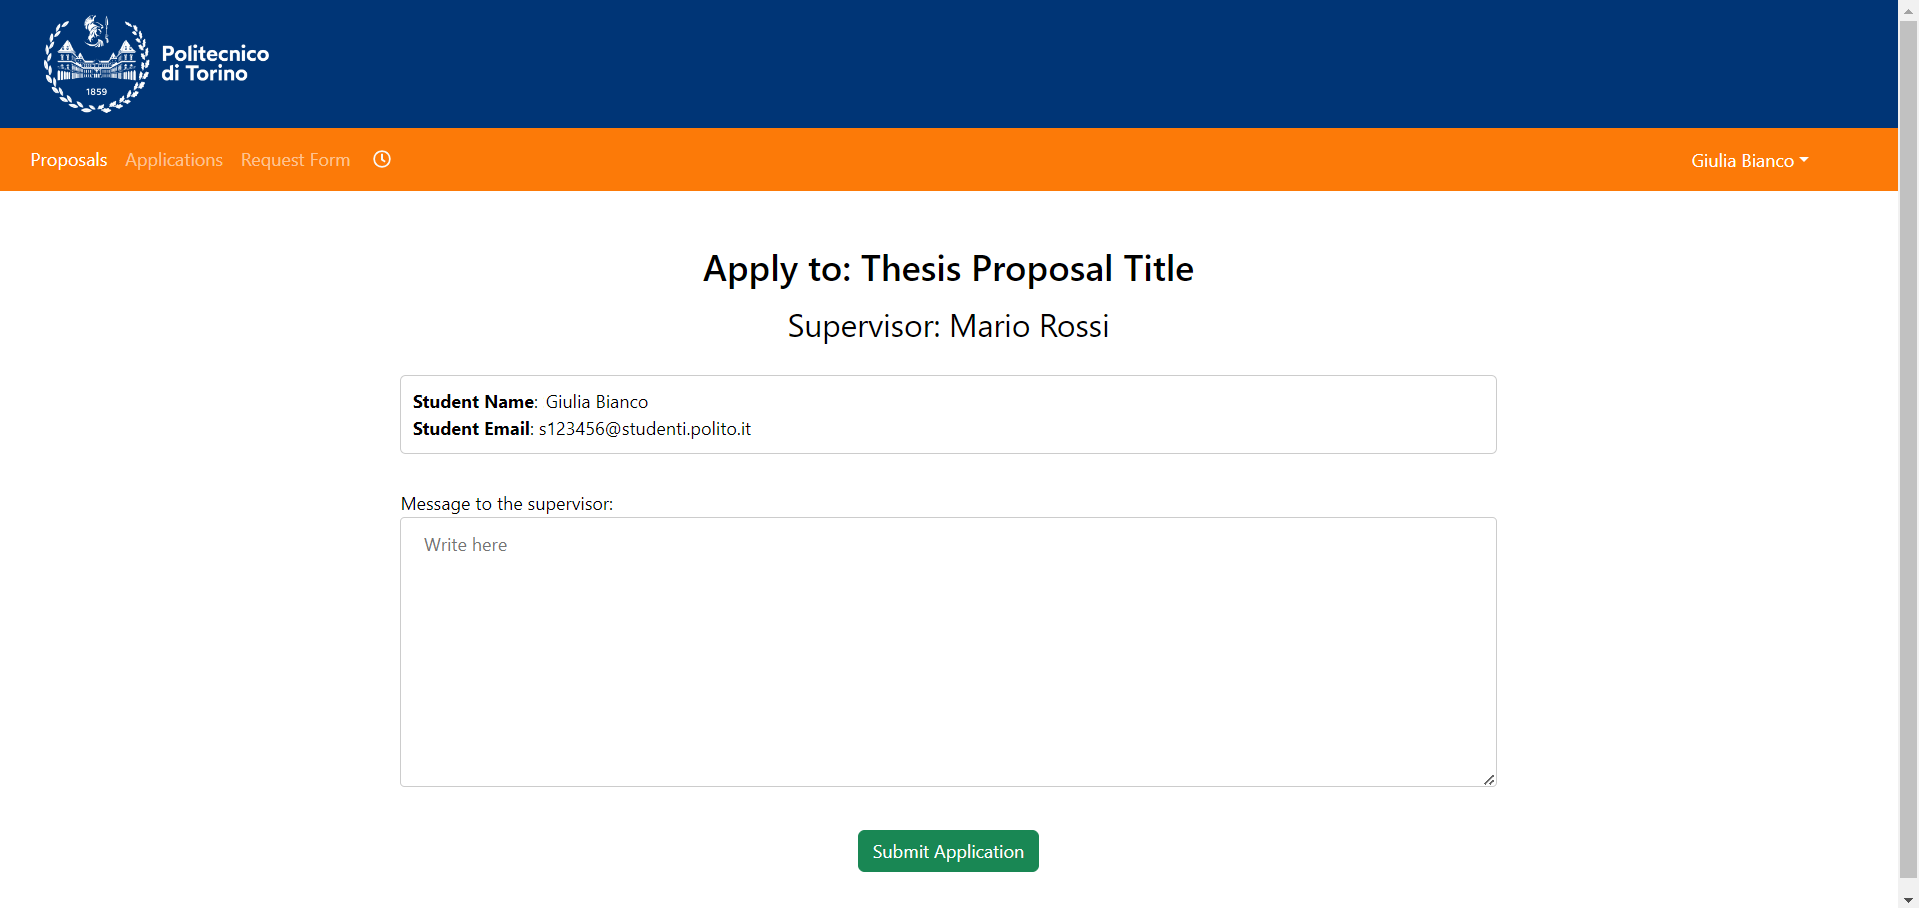 1859
Politecnico
di Torino
Proposals Applications Request Form Giulia Bianco
Apply to: Thesis Proposal Title
Supervisor: Mario Rossi
Student Name: Giulia Bianco
Student Email: s123456@studenti.polito.it
Message to the supervisor:
Write here
Submit Application